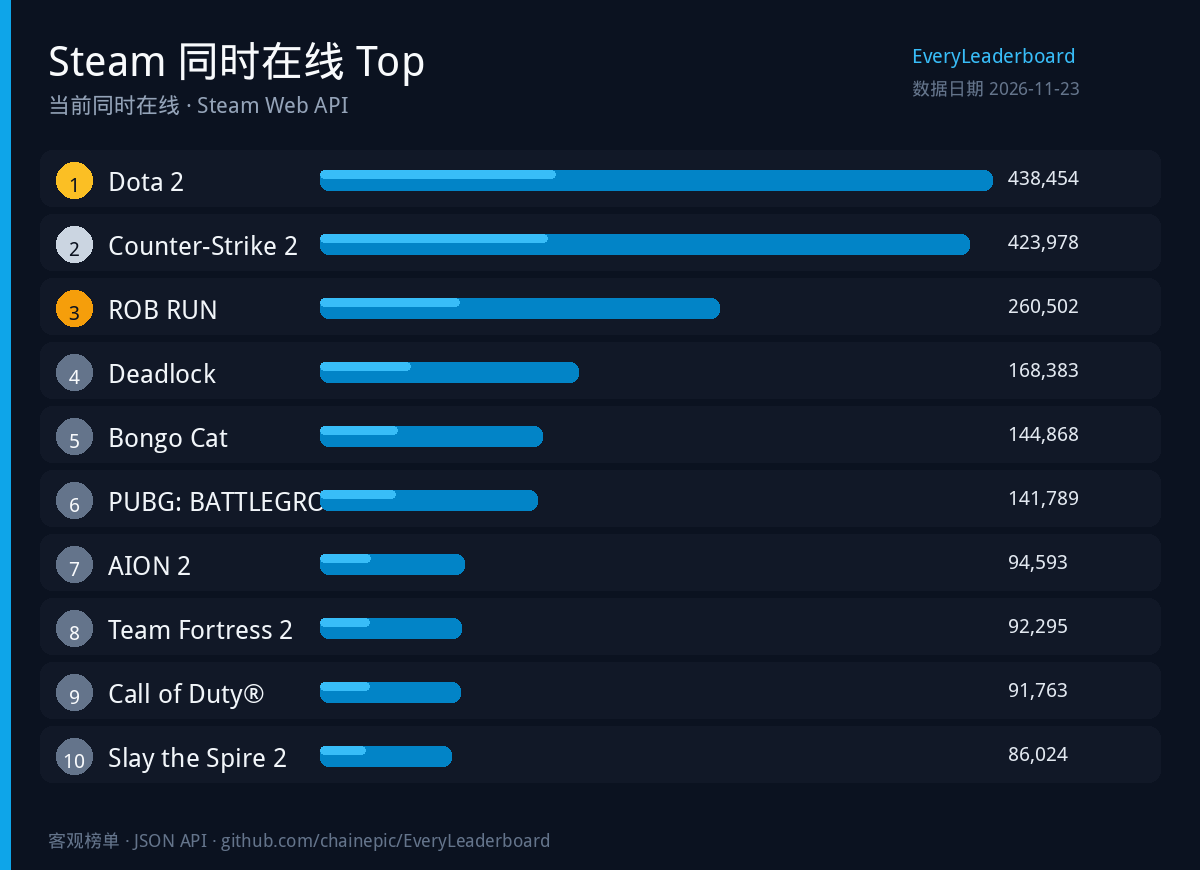 Steam 同时在线 Top
当前同时在线 · Steam Web API
EveryLeaderboard
数据日期 2026-11-23
1 Dota 2 438,454
2 Counter-Strike 2 423,978
3 ROB RUN 260,502
4 Deadlock 168,383
5 Bongo Cat 144,868
6 PUBG: BATTLEGRO 141,789
7 AION 2 94,593
8 Team Fortress 2 92,295
9 Call of Duty® 91,763
10 Slay the Spire 2 86,024
客观榜单 · JSON API · github.com/chainepic/EveryLeaderboard